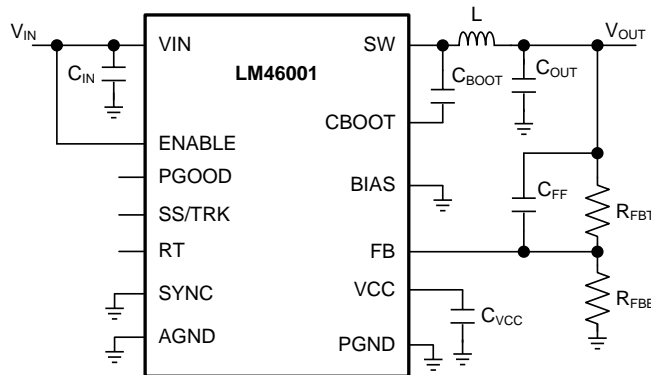 VIN
VOUT
VIN
SW
L
CIN
LM46001
CBOOT
COUT
CBOOT
ENABLE
PGOOD
BIAS
CFF
SS/TRK
RFBT
RT
FB
SYNC
VCC
RFBB
CVCC
AGND
PGND